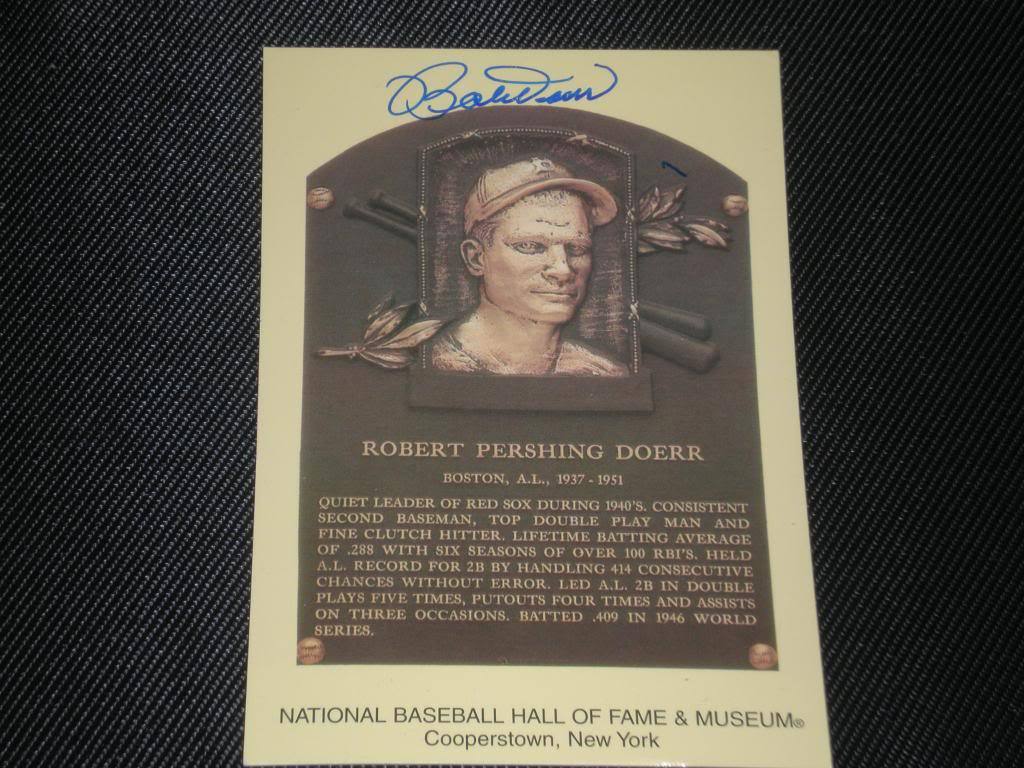 Bob Doerr
ROBERT PERSHING DOERR
BOSTON, A.L., 1937 - 1951
QUIET LEADER OF RED SOX DURING 1940'S. CONSISTENT
SECOND BASEMAN, TOP DOUBLE PLAY MAN AND
FINE CLUTCH HITTER. LIFETIME BATTING AVERAGE
OF .288 WITH SIX SEASONS OF OVER 100 RBI'S. HELD
A.L. RECORD FOR 2B BY HANDLING 414 CONSECUTIVE
CHANCES WITHOUT ERROR. LED A.L. 2B IN DOUBLE
PLAYS FIVE TIMES, PUTOUTS FOUR TIMES AND ASSISTS
ON THREE OCCASIONS. BATTED .409 IN 1946 WORLD
SERIES.
NATIONAL BASEBALL HALL OF FAME & MUSEUM®
Cooperstown, New York